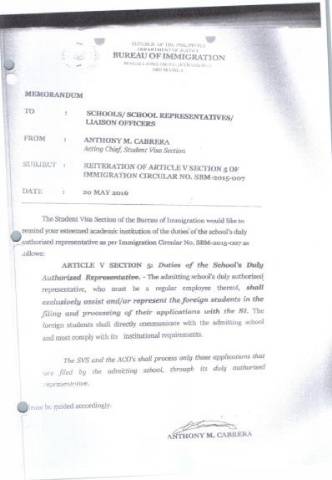 REPUBLIC OF THE PHILIPPINES
DEPARTMENT OF JUSTICE
BUREAU OF IMMIGRATION
MEMORANDUM
TO : SCHOOLS/ SCHOOL REPRESENTATIVES/
LIAISON OFFICERS
FROM : ANTHONY M. CABRERA
Acting Chief, Student Visa Section
SUBJECT : REITERATION OF ARTICLE V SECTION 5 OF
IMMIGRATION CIRCULAR NO. SBM-2015-007
DATE : 20 MAY 2016
The Student Visa Section of the Bureau of Immigration would like to
remind your esteemed academic institution of the duties of the school's duly
authorized representative as per Immigration Circular No. SBM-2015-007 as
follows:
ARTICLE V SECTION 5: Duties of the School's Duly
Authorized Representative. - The admitting school's duly authorized
representative, who must be a regular employee thereof, shall
exclusively assist and/or represent the foreign students in the
filing and processing of their applications with the BI. The
foreign students shall directly communicate with the admitting school
and must comply with its institutional requirements.
The SVS and the ACO's shall process only those applications that
are filed by the admitting school, through its duly authorized
representative.
be guided accordingly.
ANTHONY M. CABRERA